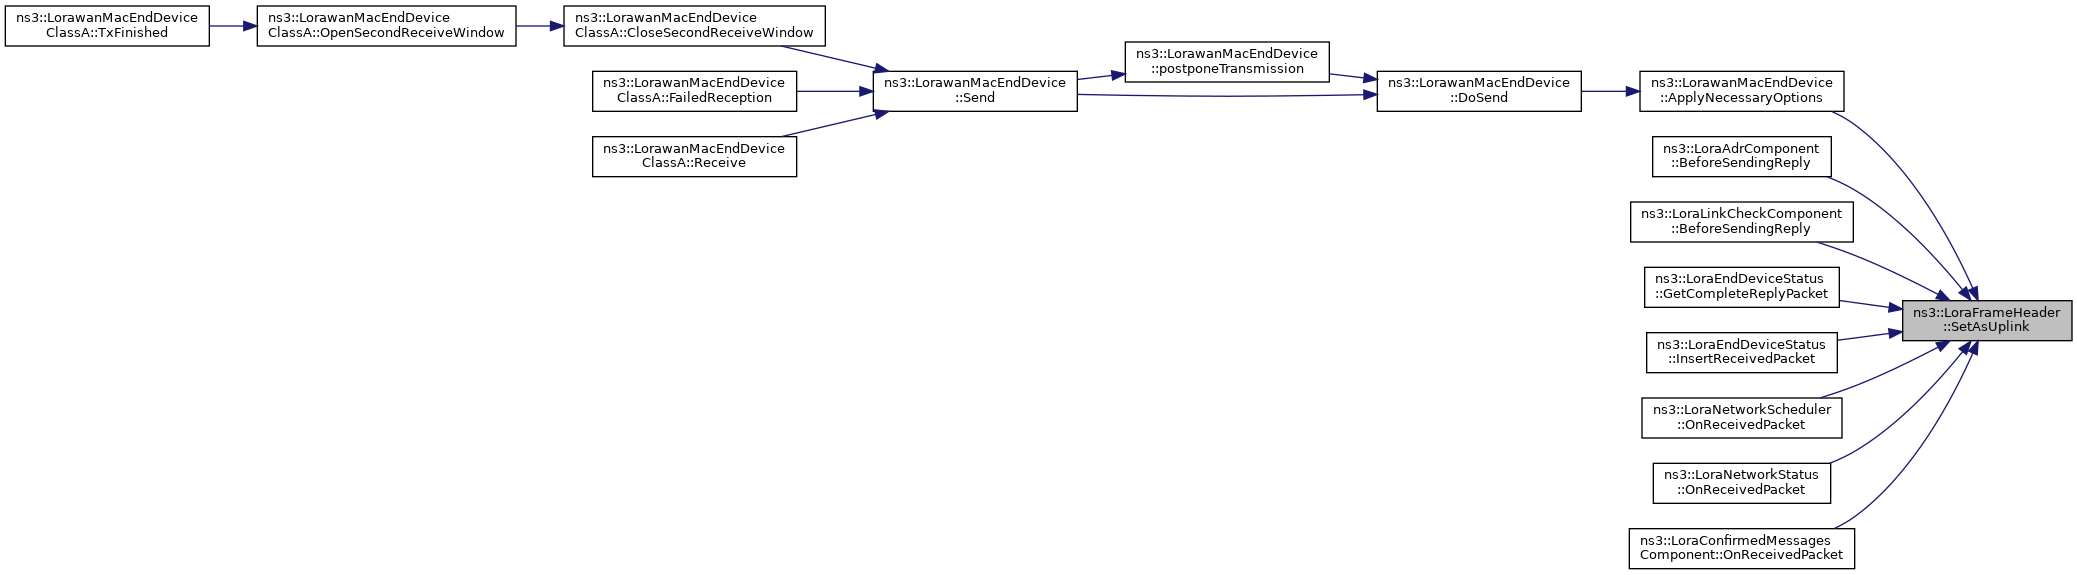 ns3::LorawanMacEndDevice
ClassA::TxFinished
ns3::LorawanMacEndDevice
ClassA::OpenSecondReceiveWindow
ns3::LorawanMacEndDevice
ClassA::CloseSecondReceiveWindow
ns3::LorawanMacEndDevice
ClassA::FailedReception
ns3::LorawanMacEndDevice
ClassA::Receive
ns3::LorawanMacEndDevice
::Send
ns3::LorawanMacEndDevice
::postponeTransmission
ns3::LorawanMacEndDevice
::DoSend
ns3::LorawanMacEndDevice
::ApplyNecessaryOptions
ns3::LoraAdrComponent
::BeforeSendingReply
ns3::LoraLinkCheckComponent
::BeforeSendingReply
ns3::LoraEndDeviceStatus
::GetCompleteReplyPacket
ns3::LoraEndDeviceStatus
::InsertReceivedPacket
ns3::LoraNetworkScheduler
::OnReceivedPacket
ns3::LoraNetworkStatus
::OnReceivedPacket
ns3::LoraConfirmedMessages
Component::OnReceivedPacket
ns3::LoraFrameHeader
::SetAsUplink